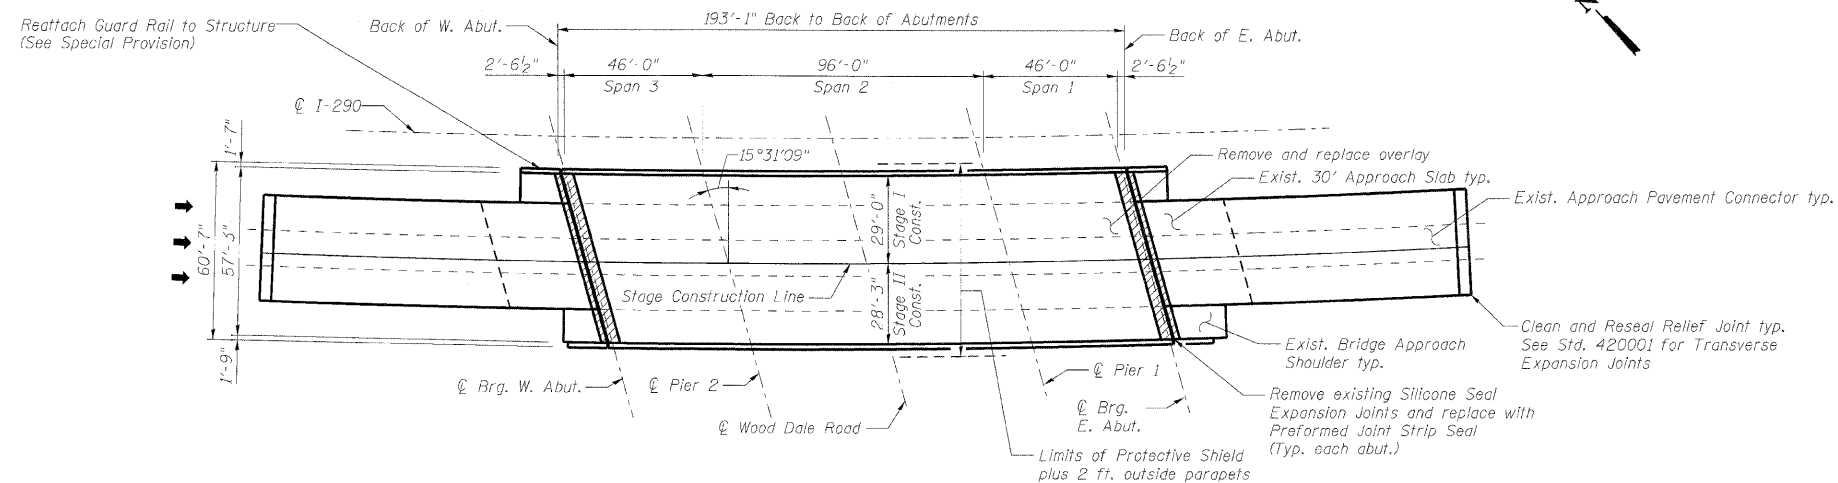 193'-1" Back to Back of Abutments
Reattach Guard Rail to Structure
(See Special Provision)
Back of W. Abut.
Back of E. Abut.
2'-6½"
46'-0"
96'-0"
46'-0"
2'-6½"
Span 3
Span 2
Span 1
℄ I-290
1'-7"
15°31'09"
Remove and replace overlay
Exist. 30' Approach Slab typ.
Exist. Approach Pavement Connector typ.
60'-7"
57'-3"
29'-0"
Stage I
Const.
Stage Construction Line
28'-3"
Stage II
Const.
1'-9"
Clean and Reseal Relief Joint typ.
See Std. 420001 for Transverse
Expansion Joints
Exist. Bridge Approach
Shoulder typ.
℄ Brg. W. Abut.
℄ Pier 2
℄ Pier 1
℄ Wood Dale Road
℄ Brg.
E. Abut.
Remove existing Silicone Seal
Expansion Joints and replace with
Preformed Joint Strip Seal
(Typ. each abut.)
Limits of Protective Shield
plus 2 ft. outside parapets